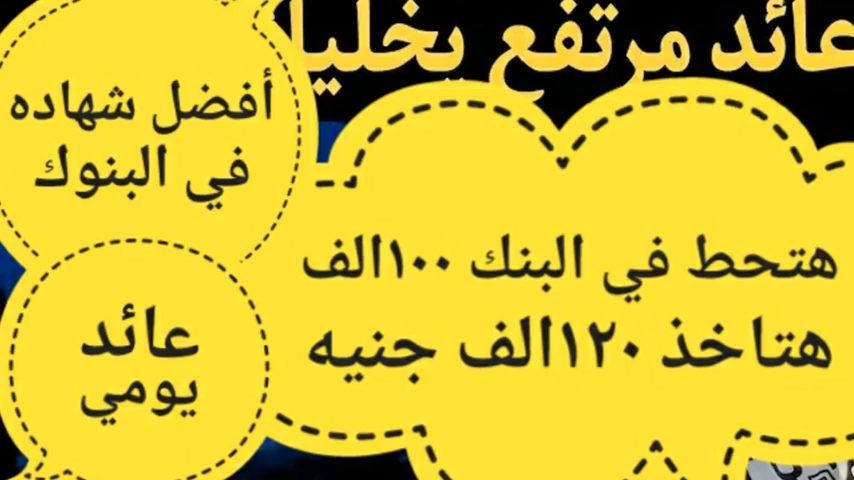 عائد مرتفع يخليك
أفضل شهاده
في البنوك
هتحط في البنك ١٠٠الف
هتاخذ ١٢٠الف جنيه
عائد
يومي